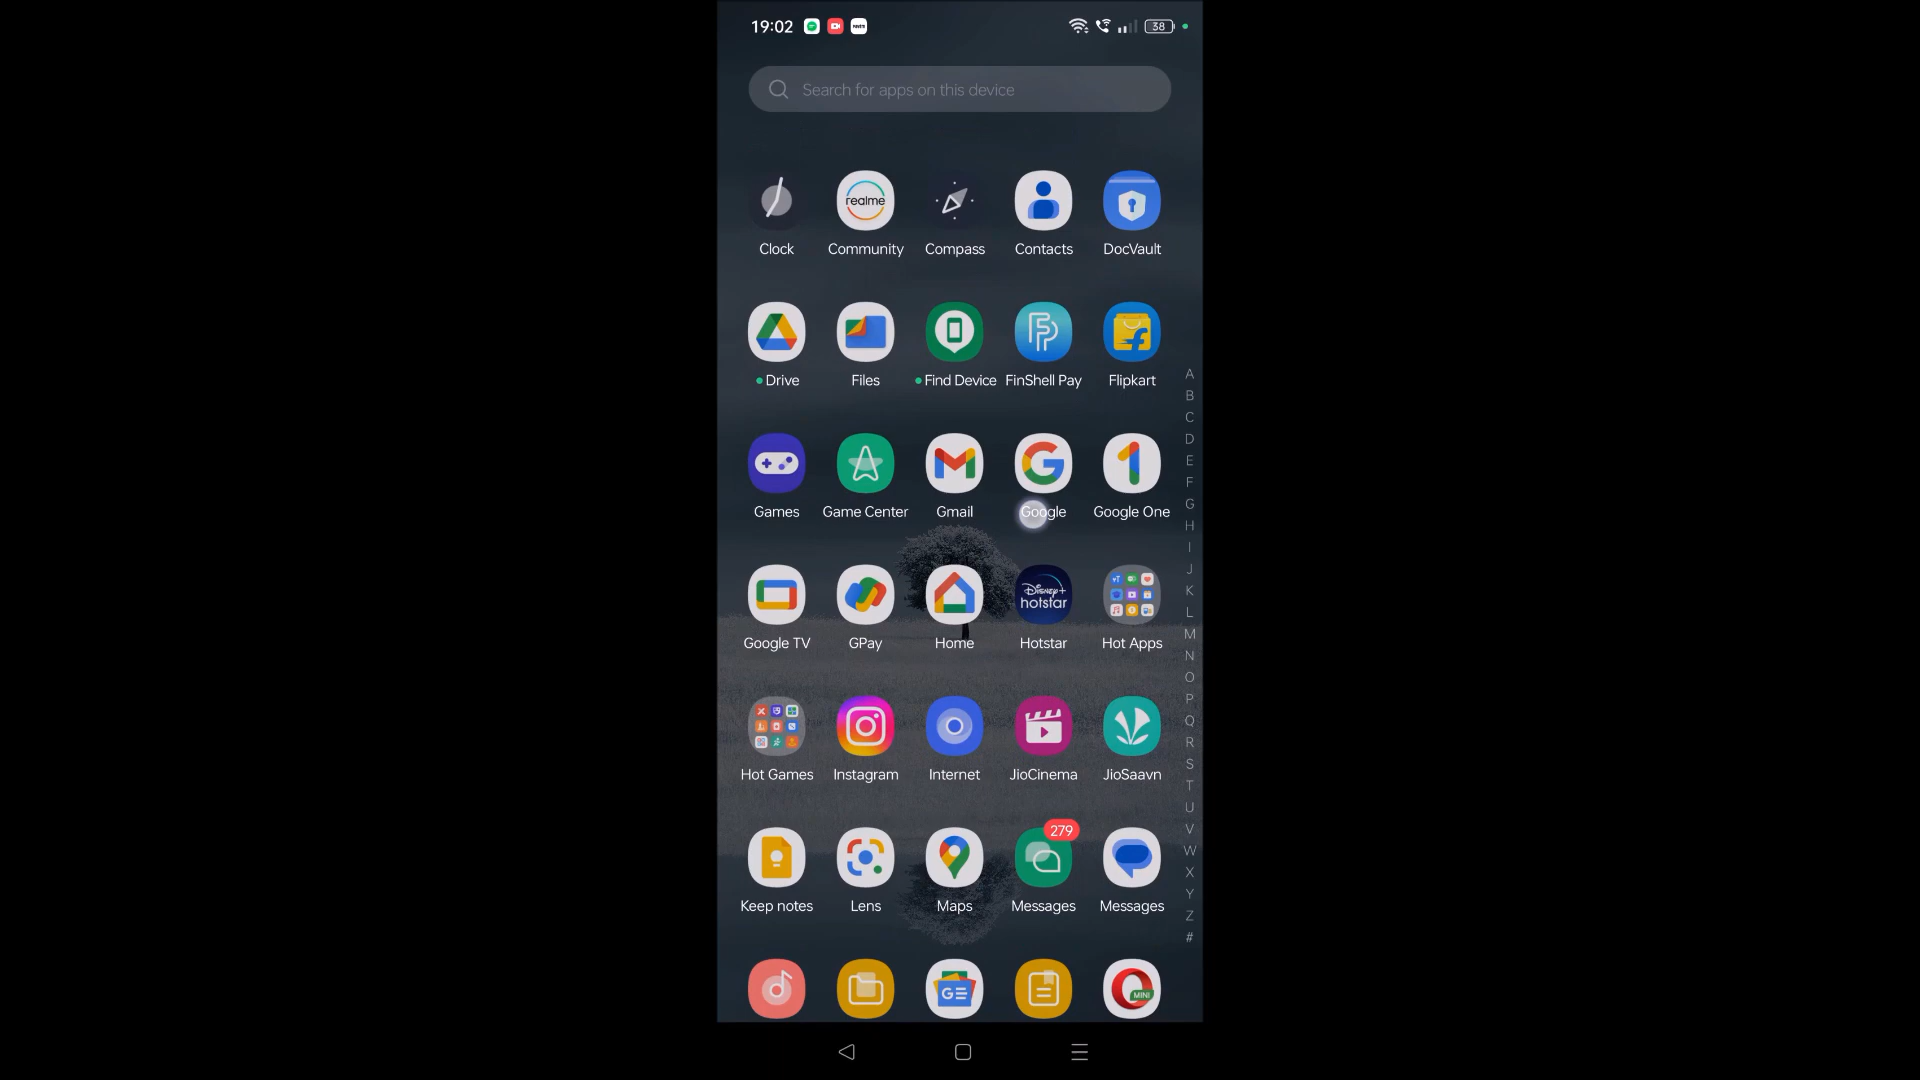 19:02
38
Search for apps on this device
realme
Clock Community Compass Contacts DocVault
Drive Files Find Device FinShell Pay Flipkart
Games Game Center Gmail Google Google One
Disney+ hotstar
Google TV GPay Home Hotstar Hot Apps
Hot Games Instagram Internet JioCinema JioSaavn
279
Keep notes Lens Maps Messages Messages
GE MINI
A
B
C
D
E
F
G
H
I
J
K
L
M
N
O
P
Q
R
S
T
U
V
W
X
Y
Z
#